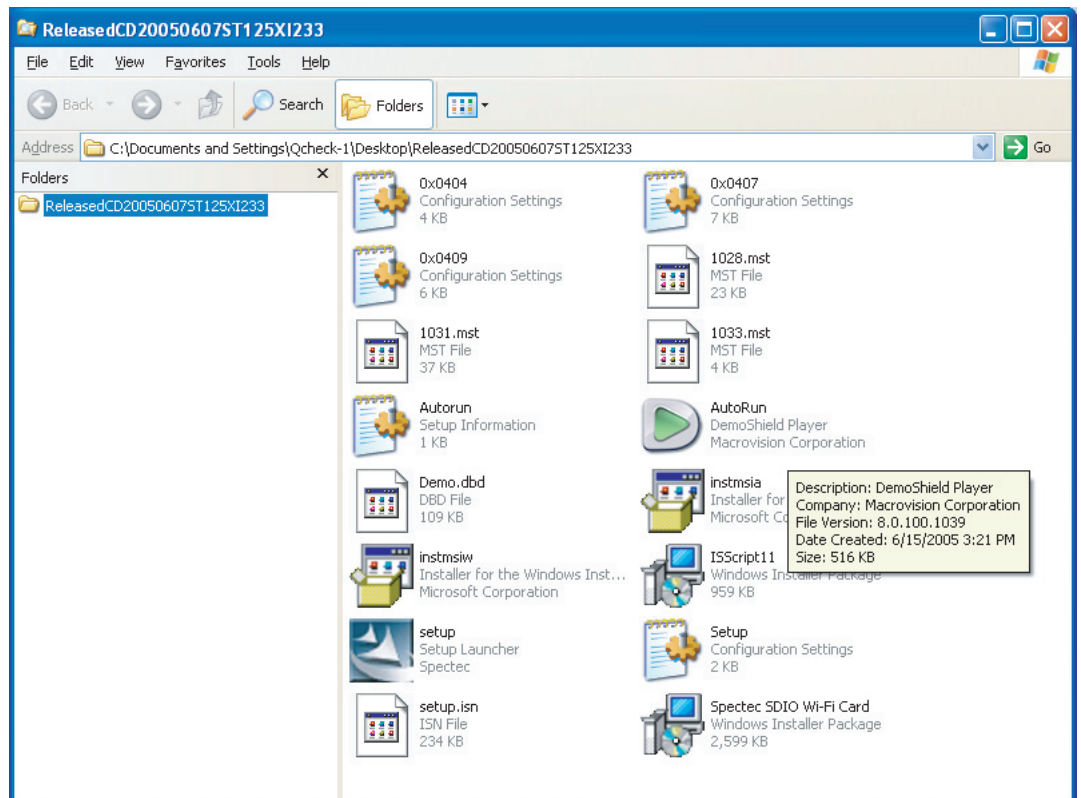 ReleasedCD20050607ST125XI233
File Edit View Favorites Tools Help
Back Search Folders
Address C:\Documents and Settings\Qcheck-1\Desktop\ReleasedCD20050607ST125XI233 Go
Folders
ReleasedCD20050607ST125XI233
0x0404
Configuration Settings
4 KB
0x0407
Configuration Settings
7 KB
0x0409
Configuration Settings
6 KB
1028.mst
MST File
23 KB
1031.mst
MST File
37 KB
1033.mst
MST File
4 KB
Autorun
Setup Information
1 KB
AutoRun
DemoShield Player
Macrovision Corporation
Demo.dbd
DBD File
109 KB
instmsia
Installer for
Microsoft Co
Description: DemoShield Player
Company: Macrovision Corporation
File Version: 8.0.100.1039
Date Created: 6/15/2005 3:21 PM
Size: 516 KB
instmsiw
Installer for the Windows Inst...
Microsoft Corporation
ISScript11
Windows Installer Package
959 KB
setup
Setup Launcher
Spectec
Setup
Configuration Settings
2 KB
setup.isn
ISN File
234 KB
Spectec SDIO Wi-Fi Card
Windows Installer Package
2,599 KB